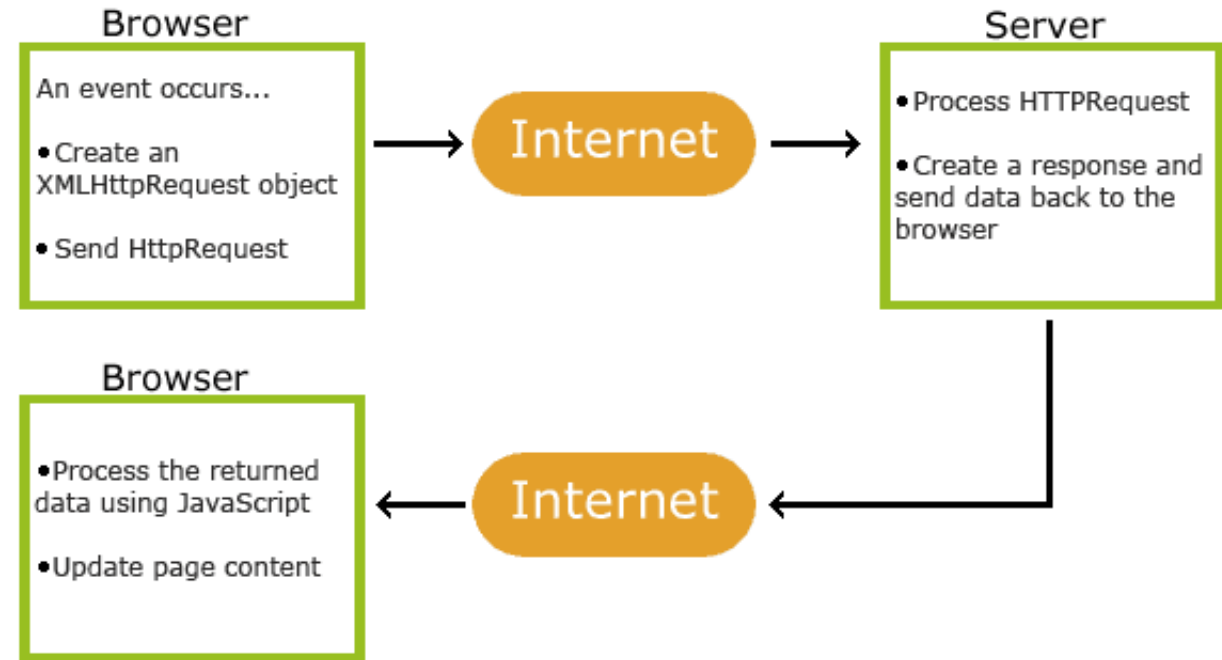 Browser
An event occurs...
•Create an
XMLHttpRequest object
• Send HttpRequest
Internet
Server
•Process HTTPRequest
•Create a response and
send data back to the
browser
Browser
•Process the returned
data using JavaScript
•Update page content
Internet